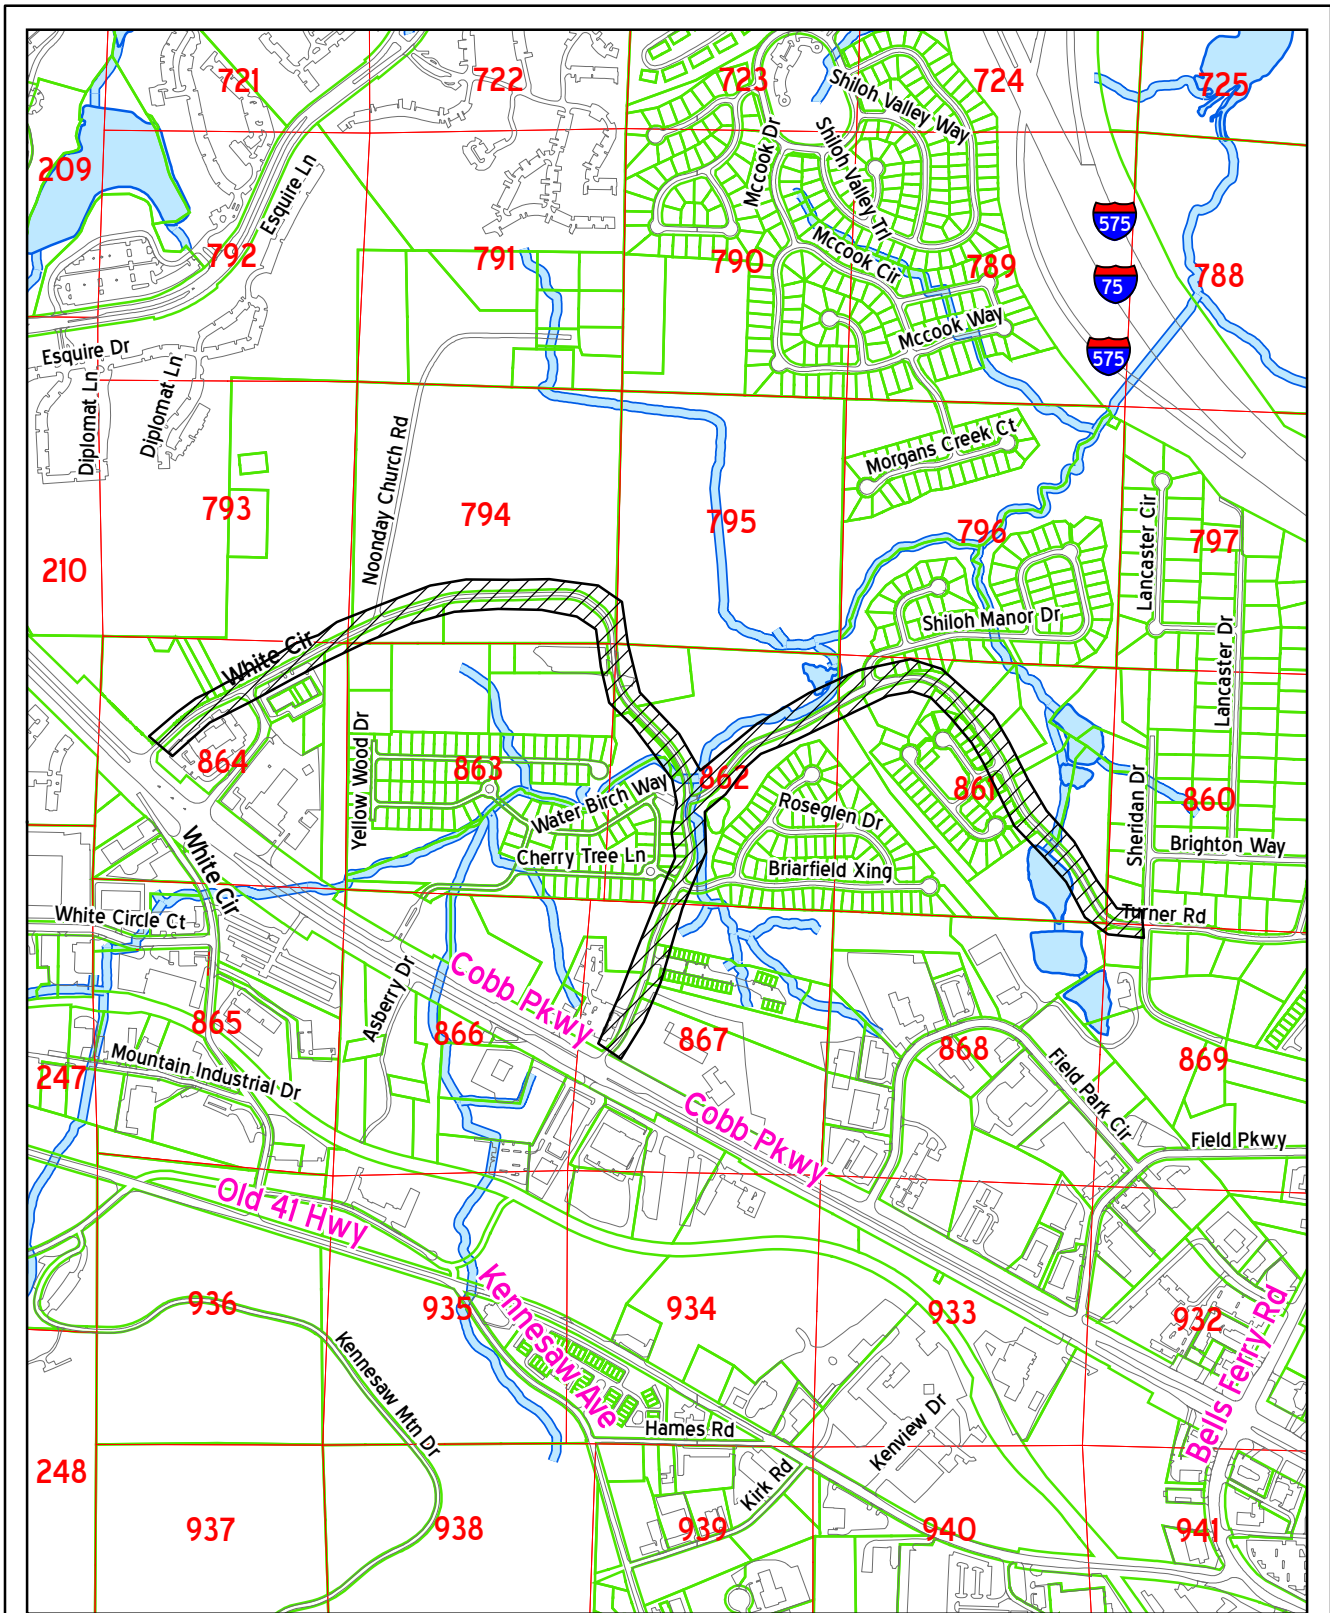 721
722
723
724
725
Shiloh Valley Way
Mccook Dr
Shiloh Valley Trl
209
Esquire Ln
575
792
791
790
Mccook Cir
789
75
788
Mccook Way
575
Esquire Dr
Diplomat Ln
Diplomat Ln
Noonday Church Rd
Morgans Creek Ct
793
794
795
796
Lancaster Cir
797
210
White Cir
Shiloh Manor Dr
Lancaster Dr
864
Yellow Wood Dr
863
862
861
860
Water Birch Way
Roseglen Dr
Sheridan Dr
White Cir
Cherry Tree Ln
Briarfield Xing
Brighton Way
White Circle Ct
Turner Rd
Cobb Pkwy
Asberry Dr
865
866
867
868
869
247
Mountain Industrial Dr
Field Park Cir
Cobb Pkwy
Field Pkwy
Old 41 Hwy
936
935
Kennesaw Ave
934
933
932
Bells Ferry Rd
Kennesaw Mtn Dr
Hames Rd
Kenview Dr
248
Kirk Rd
937
938
939
940
941